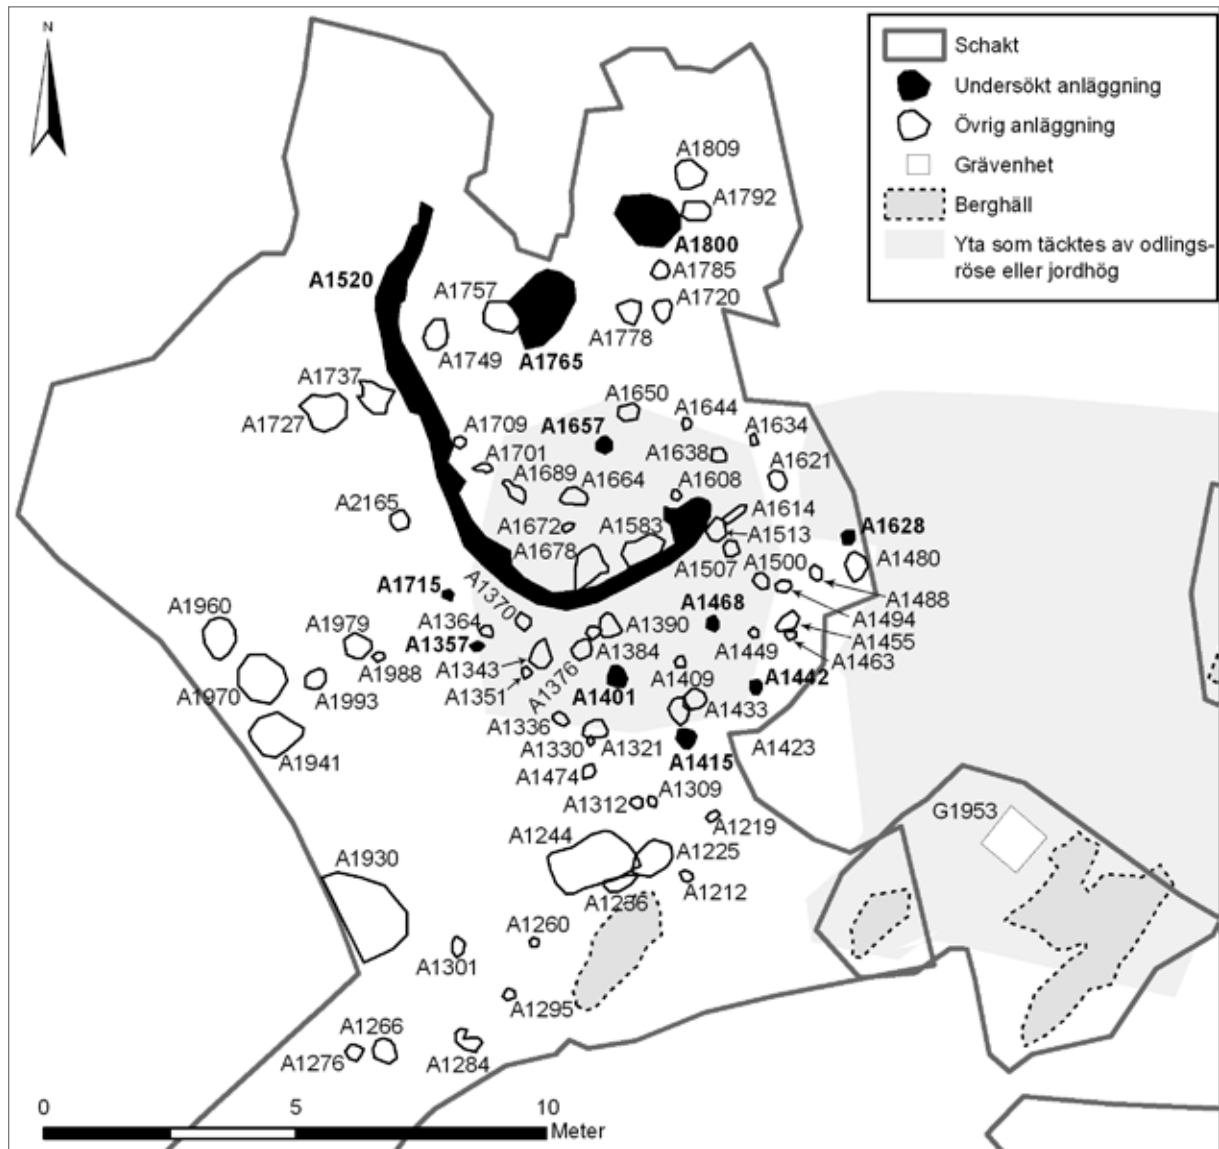 N
Schakt
Undersökt anläggning
Övrig anläggning
Grävenhet
Berghäll
Yta som täcktes av odlings-
röse eller jordhög
A1809
A1792
A1800
A1785
A1520
A1757
A1720
A1778
A1749
A1765
A1737
A1727
A1650
A1644
A1709
A1657
A1634
A1701
A1638
A1621
A1689
A1664
A1608
A2165
A1614
A1672
A1583
A1513
A1628
A1678
A1507
A1500
A1480
A1715
A1370
A1488
A1960
A1979
A1364
A1390
A1468
A1494
A1357
A1455
A1384
A1449
A1463
A1343
A1988
A1376
A1409
A1442
A1970
A1993
A1351
A1401
A1433
A1336
A1941
A1330
A1321
A1423
A1415
A1474
A1309
A1312
A1219
G1953
A1244
A1225
A1930
A1212
A1236
A1260
A1301
A1295
A1266
A1276
A1284
0 5 10
Meter